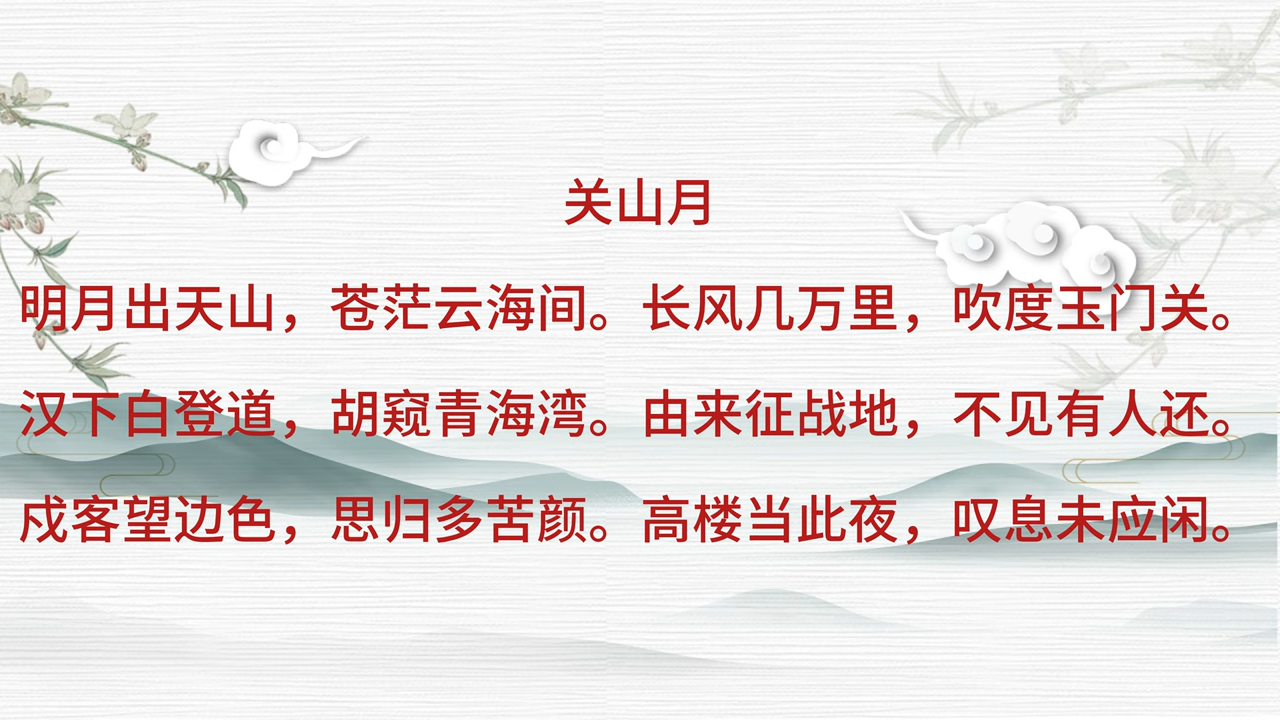 关山月
明月出天山，苍茫云海间。长风几万里，吹度玉门关。
汉下白登道，胡窥青海湾。由来征战地，不见有人还。
戍客望边色，思归多苦颜。高楼当此夜，叹息未应闲。